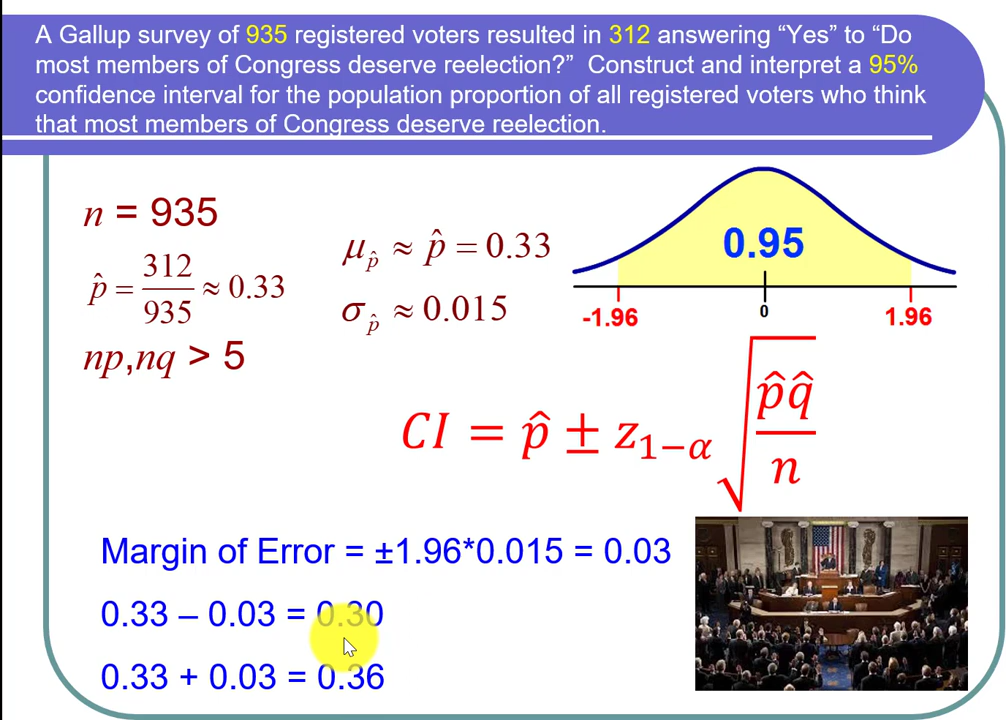 A Gallup survey of 935 registered voters resulted in 312 answering “Yes” to “Do
most members of Congress deserve reelection?” Construct and interpret a 95%
confidence interval for the population proportion of all registered voters who think
that most members of Congress deserve reelection.
n = 935
p̂ = 312/935 ≈ 0.33
np,nq > 5
μp̂ ≈ p̂ = 0.33
σp̂ ≈ 0.015
0.95
-1.96 0 1.96
CI = p̂ ± z₁₋α √(p̂q̂/n)
Margin of Error = ±1.96*0.015 = 0.03
0.33 – 0.03 = 0.30
0.33 + 0.03 = 0.36